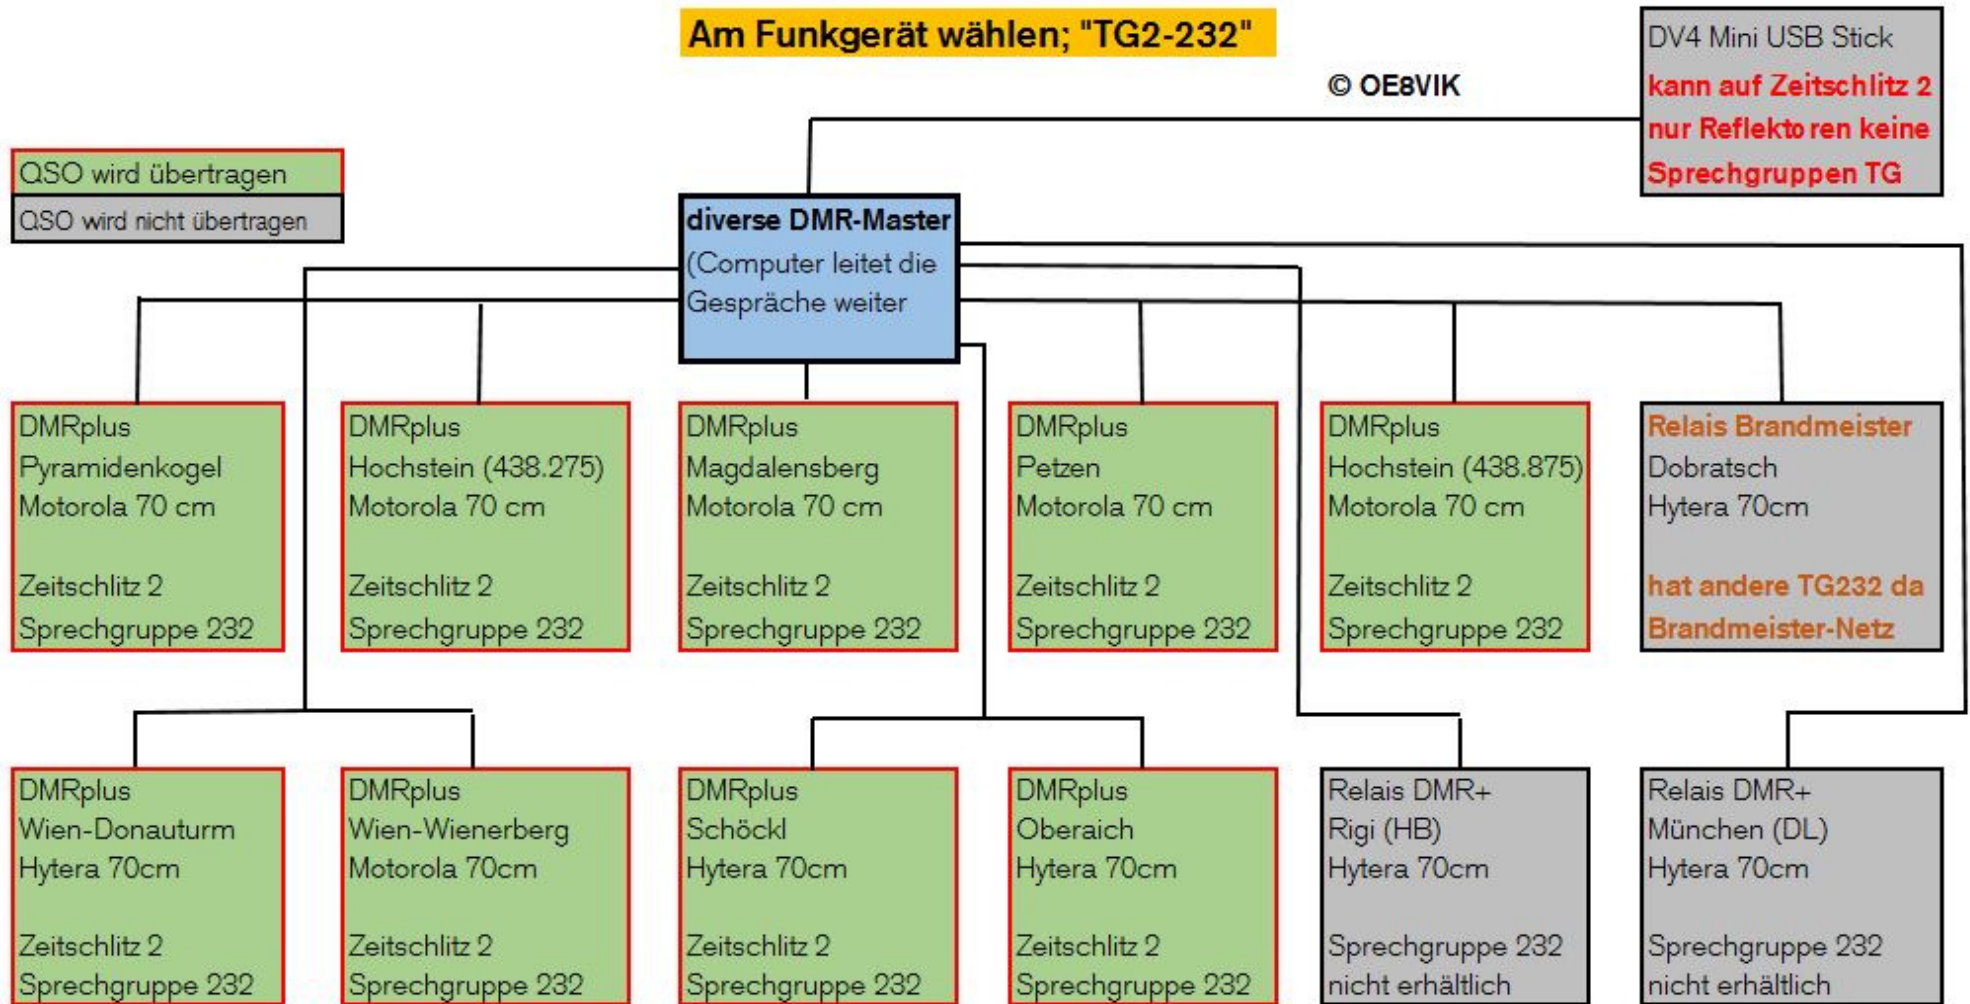 Am Funkgerät wählen; "TG2-232"
© OE8VIK
DV4 Mini USB Stick
kann auf Zeitschlitz 2
nur Reflektoren keine
Sprechgruppen TG
QSO wird übertragen
QSO wird nicht übertragen
diverse DMR-Master
(Computer leitet die
Gespräche weiter
DMRplus
Pyramidenkogel
Motorola 70 cm
Zeitschlitz 2
Sprechgruppe 232
DMRplus
Hochstein (438.275)
Motorola 70 cm
Zeitschlitz 2
Sprechgruppe 232
DMRplus
Magdalensberg
Motorola 70 cm
Zeitschlitz 2
Sprechgruppe 232
DMRplus
Petzen
Motorola 70 cm
Zeitschlitz 2
Sprechgruppe 232
DMRplus
Hochstein (438.875)
Motorola 70 cm
Zeitschlitz 2
Sprechgruppe 232
Relais Brandmeister
Dobratsch
Hytera 70cm
hat andere TG232 da
Brandmeister-Netz
DMRplus
Wien-Donauturm
Hytera 70cm
Zeitschlitz 2
Sprechgruppe 232
DMRplus
Wien-Wienerberg
Motorola 70cm
Zeitschlitz 2
Sprechgruppe 232
DMRplus
Schöckl
Hytera 70cm
Zeitschlitz 2
Sprechgruppe 232
DMRplus
Oberaich
Hytera 70cm
Zeitschlitz 2
Sprechgruppe 232
Relais DMR+
Rigi (HB)
Hytera 70cm
Sprechgruppe 232
nicht erhältlich
Relais DMR+
München (DL)
Hytera 70cm
Sprechgruppe 232
nicht erhältlich